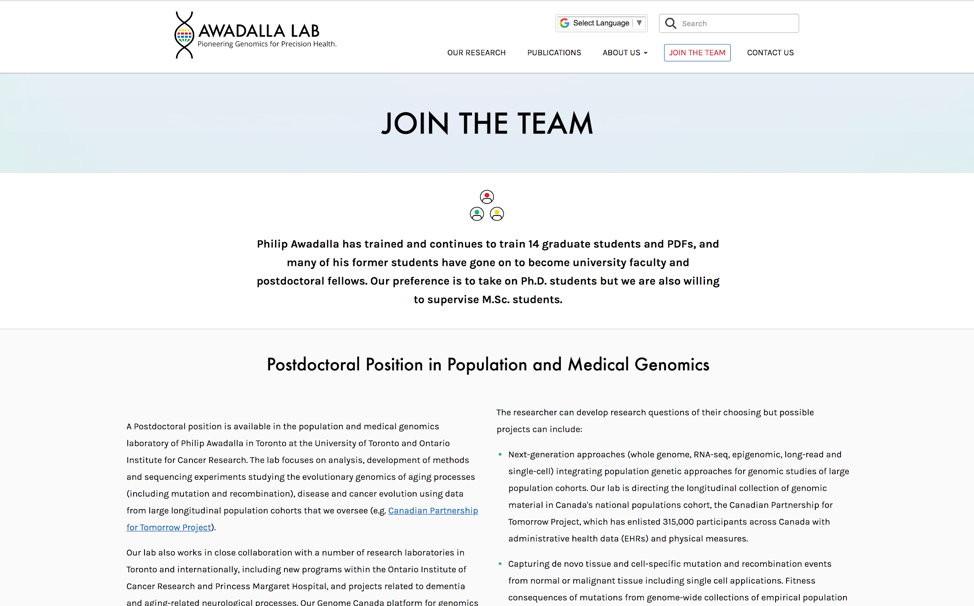 AWADALLA LAB
Pioneering Genomics for Precision Health.
Select Language ▼
Search
OUR RESEARCH
PUBLICATIONS
ABOUT US
JOIN THE TEAM
CONTACT US
JOIN THE TEAM
Philip Awadalla has trained and continues to train 14 graduate students and PDFs, and
many of his former students have gone on to become university faculty and
postdoctoral fellows. Our preference is to take on Ph.D. students but we are also willing
to supervise M.Sc. students.
Postdoctoral Position in Population and Medical Genomics
A Postdoctoral position is available in the population and medical genomics
laboratory of Philip Awadalla in Toronto at the University of Toronto and Ontario
Institute for Cancer Research. The lab focuses on analysis, development of methods
and sequencing experiments studying the evolutionary genomics of aging processes
(including mutation and recombination), disease and cancer evolution using data
from large longitudinal population cohorts that we oversee (e.g. Canadian Partnership
for Tomorrow Project).
Our lab also works in close collaboration with a number of research laboratories in
Toronto and internationally, including new programs within the Ontario Institute of
Cancer Research and Princess Margaret Hospital, and projects related to dementia
and aging-related neurological processes. Our Genome Canada platform for genomics
The researcher can develop research questions of their choosing but possible
projects can include:
• Next-generation approaches (whole genome, RNA-seq, epigenomic, long-read and
single-cell) integrating population genetic approaches for genomic studies of large
population cohorts. Our lab is directing the longitudinal collection of genomic
material in Canada's national populations cohort, the Canadian Partnership for
Tomorrow Project, which has enlisted 315,000 participants across Canada with
administrative health data (EHRs) and physical measures.
• Capturing de novo tissue and cell-specific mutation and recombination events
from normal or malignant tissue including single cell applications. Fitness
consequences of mutations from genome-wide collections of empirical population